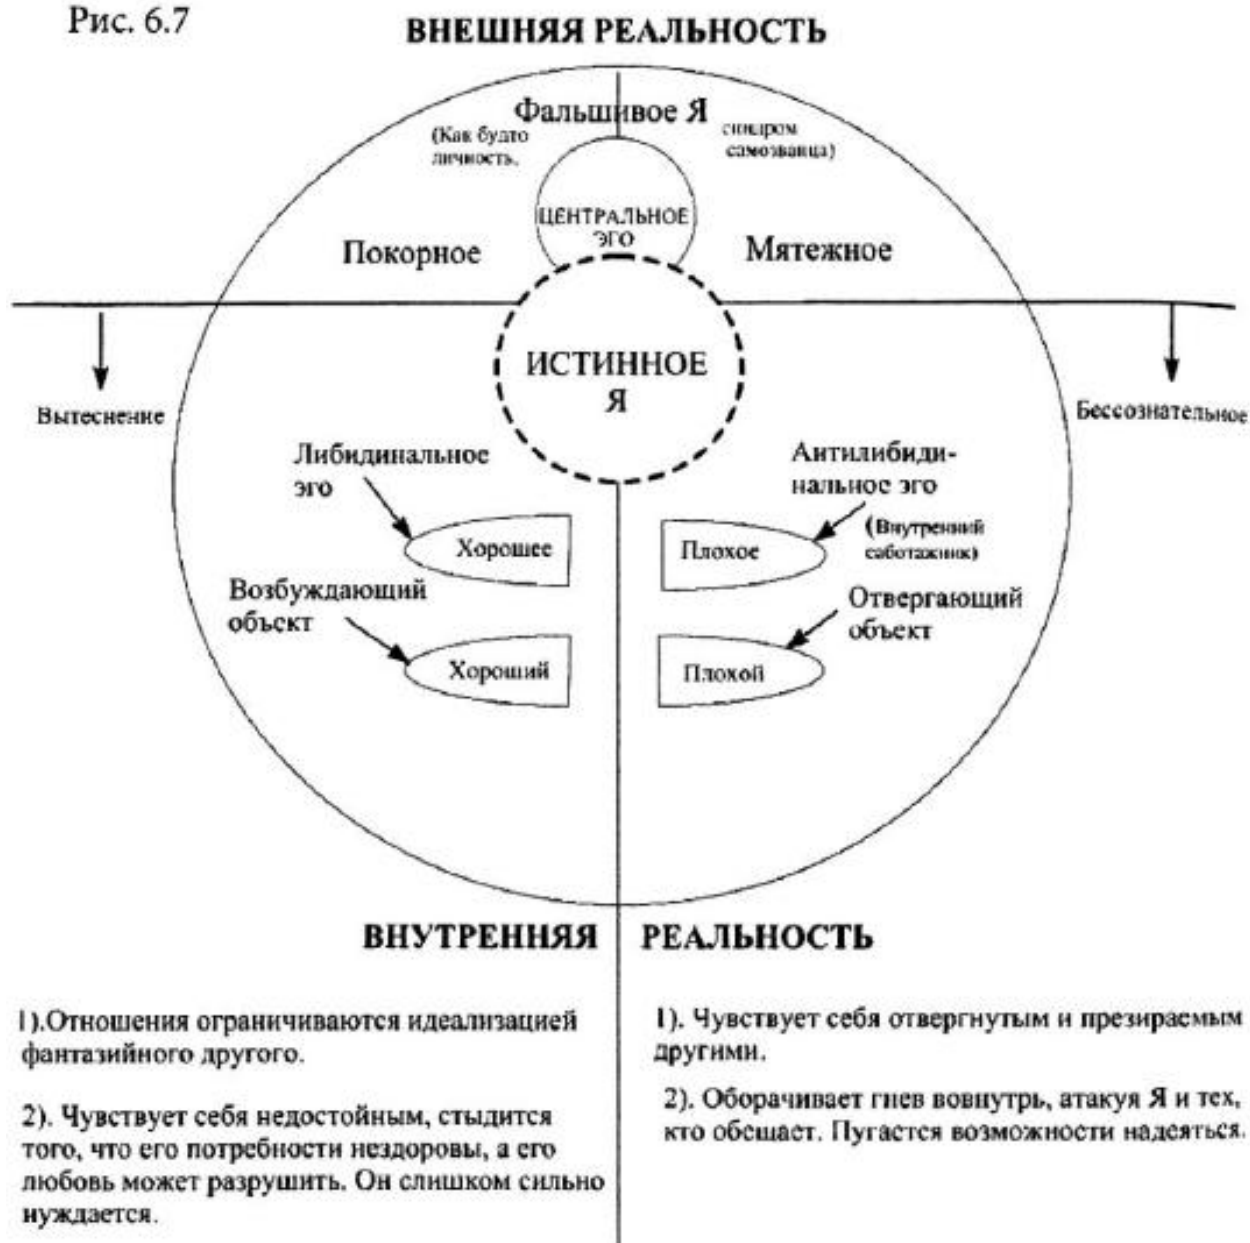 Рис. 6.7
ВНЕШНЯЯ РЕАЛЬНОСТЬ
Фальшивое Я
(Как будто
личность.
синдром
самозванца)
ЦЕНТРАЛЬНОЕ
ЭГО
Покорное
Мятежное
ИСТИННОЕ
Я
Вытеснение
Бессознательное
Либидинальное
эго
Антилибиди-
нальное эго
(Внутренний
саботажник)
Хорошее
Плохое
Возбуждающий
объект
Отвергающий
объект
Хороший
Плохой
ВНУТРЕННЯЯ РЕАЛЬНОСТЬ
1).Отношения ограничиваются идеализацией
фантазийного другого.
2). Чувствует себя недостойным, стыдится
того, что его потребности нездоровы, а его
любовь может разрушить. Он слишком сильно
нуждается.
1). Чувствует себя отвергнутым и презираемым
другими.
2). Оборачивает гнев вовнутрь, атакуя Я и тех,
кто обещает. Пугается возможности надеяться.